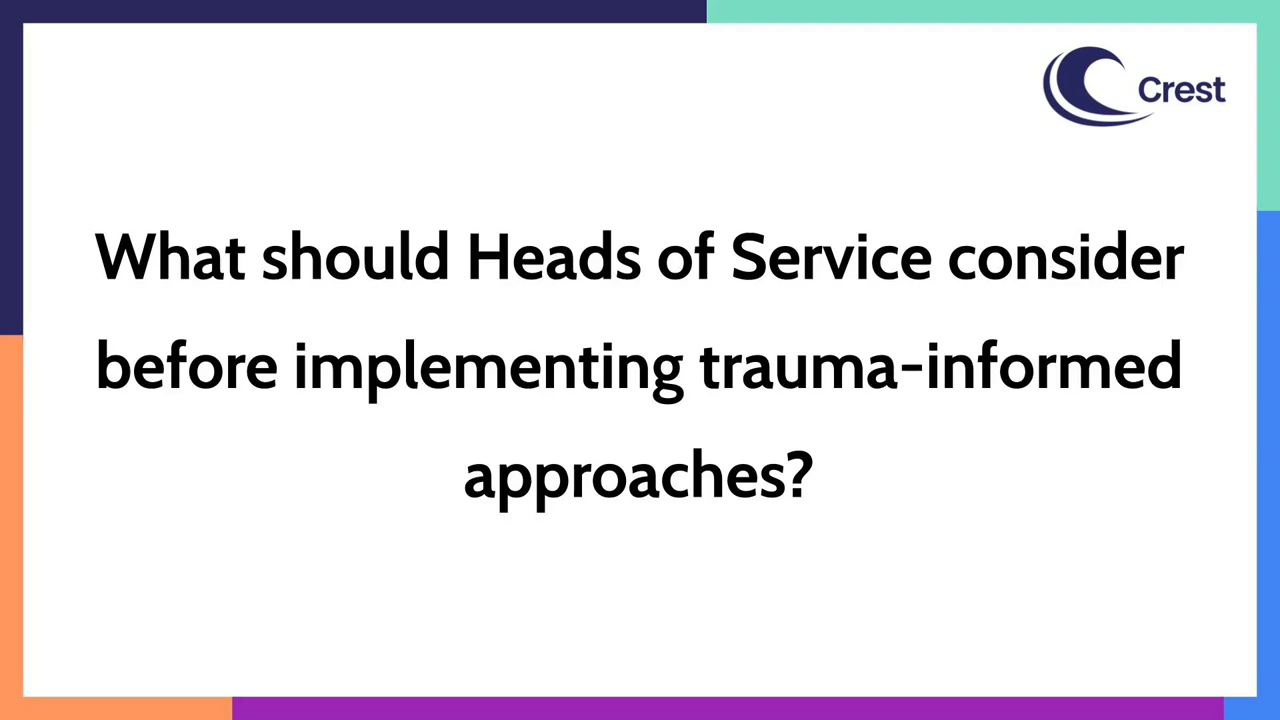 Crest
What should Heads of Service consider
before implementing trauma-informed
approaches?